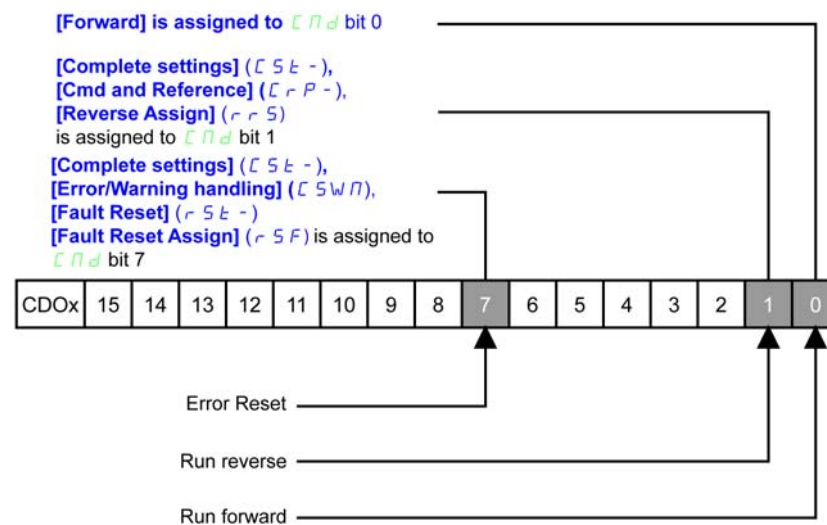 [Forward] is assigned to CMd bit 0
[Complete settings] (CSt-),
[Cmd and Reference] (CrP-),
[Reverse Assign] (rrS)
is assigned to CMd bit 1
[Complete settings] (CSt-),
[Error/Warning handling] (CSWM),
[Fault Reset] (rSt-)
[Fault Reset Assign] (rSF) is assigned to
CMd bit 7
CDOx 15 14 13 12 11 10 9 8 7 6 5 4 3 2 1 0
Error Reset
Run reverse
Run forward